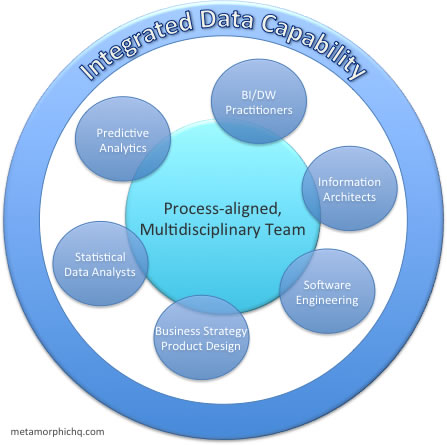 Integrated Data Capability
BI/DW
Practitioners
Predictive
Analytics
Information
Architects
Process-aligned,
Multidisciplinary Team
Statistical
Data Analysts
Software
Engineering
Business Strategy
Product Design
metamorphichq.com